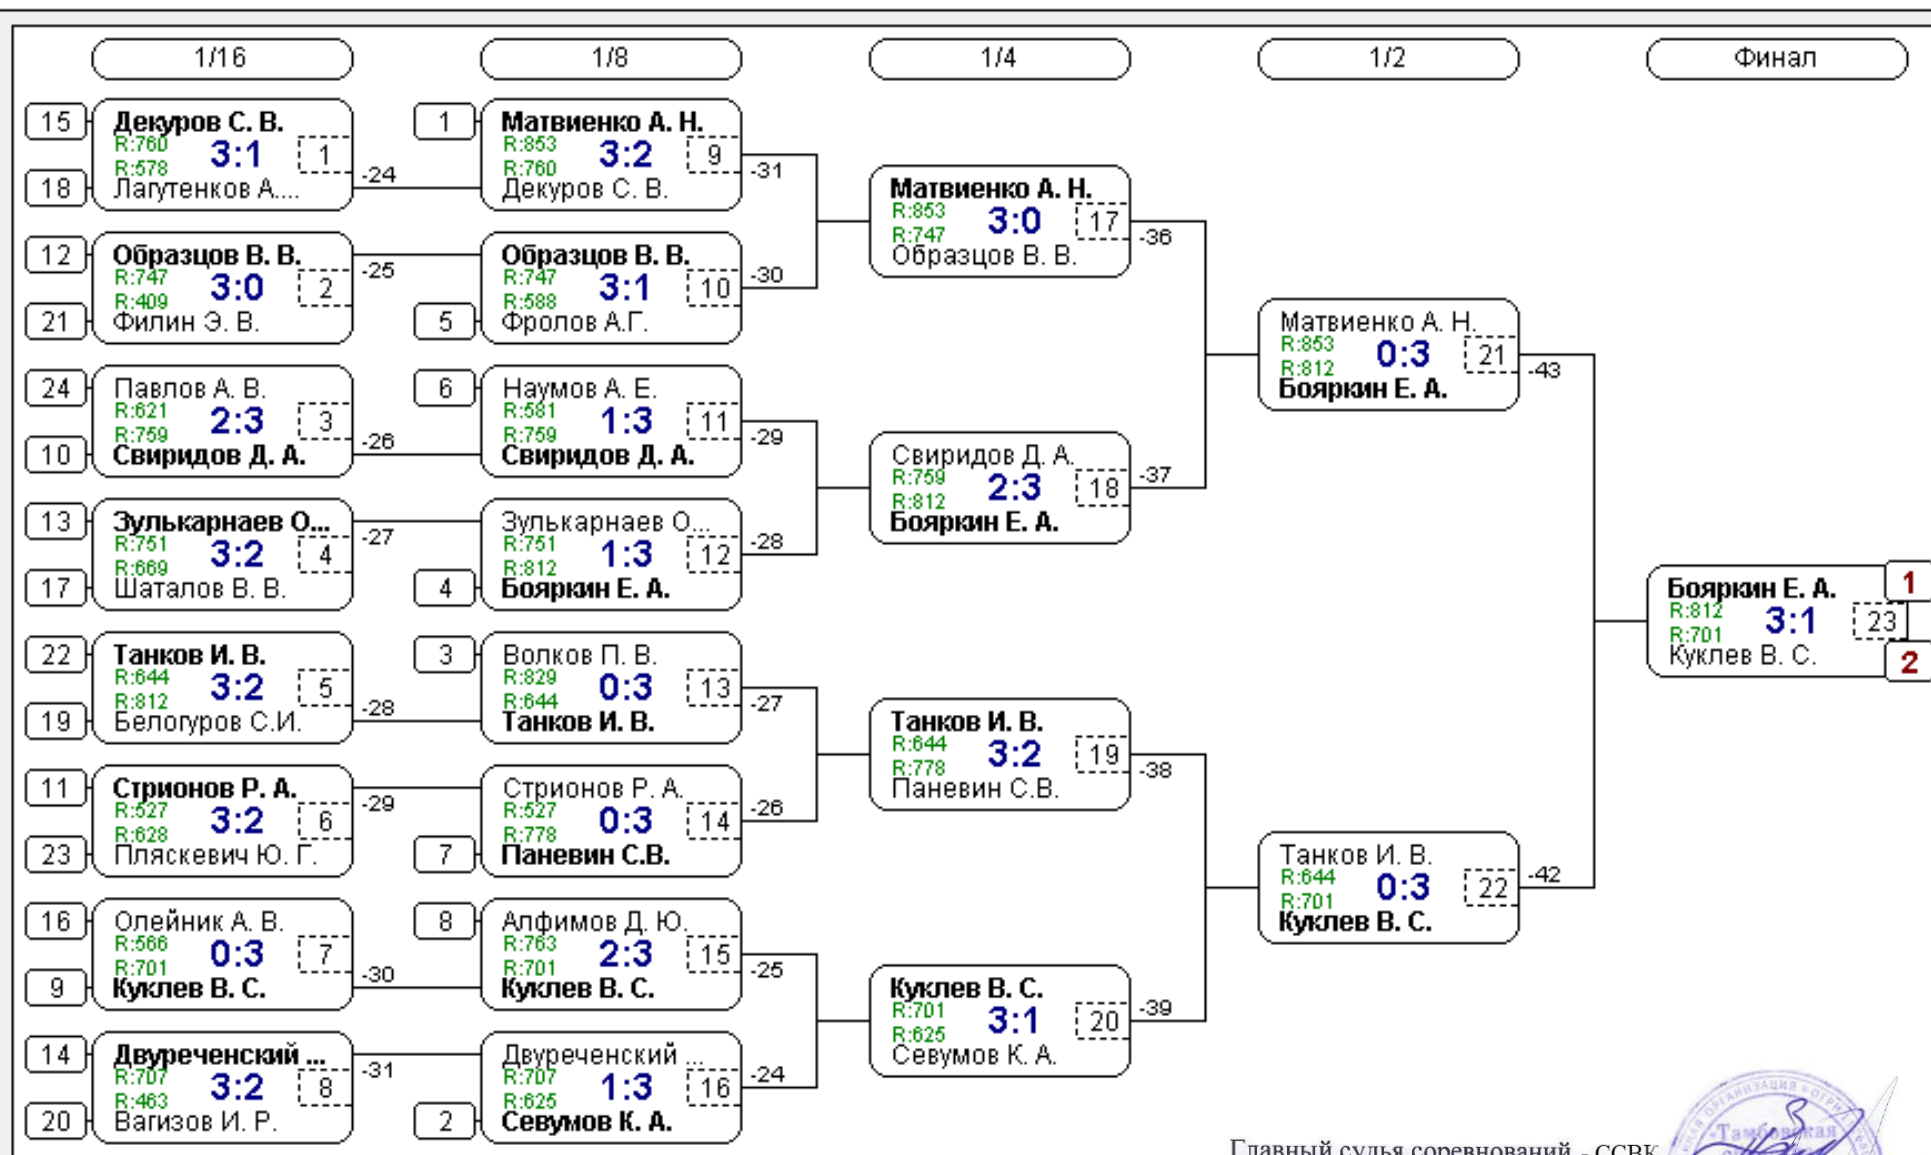 1/16
1/8
1/4
1/2
Финал
15
Декуров С. В.
R:760
3:1
1
R:578
18
Лагутенков А....
-24
12
Образцов В. В.
R:747
3:0
2
R:409
21
Филин Э. В.
-25
24
Павлов А. В.
R:621
2:3
3
R:759
10
Свиридов Д. А.
-26
13
Зулькарнаев О...
R:751
3:2
4
R:669
17
Шаталов В. В.
-27
22
Танков И. В.
R:644
3:2
5
R:812
19
Белогуров С.И.
-28
11
Стрионов Р. А.
R:527
3:2
6
R:628
23
Пляскевич Ю. Г.
-29
16
Олейник А. В.
R:566
0:3
7
R:701
9
Куклев В. С.
-30
14
Двуреченский ...
R:707
3:2
8
R:463
20
Вагизов И. Р.
-31
1
Матвиенко А. Н.
R:853
3:2
9
R:760
Декуров С. В.
-31
Образцов В. В.
R:747
3:1
10
R:588
5
Фролов А.Г.
-30
6
Наумов А. Е.
R:581
1:3
11
R:759
Свиридов Д. А.
-29
Зулькарнаев О...
R:751
1:3
12
R:812
4
Бояркин Е. А.
-28
3
Волков П. В.
R:829
0:3
13
R:644
Танков И. В.
-27
Стрионов Р. А.
R:527
0:3
14
R:778
7
Паневин С.В.
-26
8
Алфимов Д. Ю.
R:763
2:3
15
R:701
Куклев В. С.
-25
Двуреченский ...
R:707
1:3
16
R:625
2
Севумов К. А.
-24
Матвиенко А. Н.
R:853
3:0
17
R:747
Образцов В. В.
-36
Свиридов Д. А.
R:759
2:3
18
R:812
Бояркин Е. А.
-37
Танков И. В.
R:644
3:2
19
R:778
Паневин С.В.
-38
Куклев В. С.
R:701
3:1
20
R:625
Севумов К. А.
-39
Матвиенко А. Н.
R:853
0:3
21
R:812
Бояркин Е. А.
-43
Танков И. В.
R:644
0:3
22
R:701
Куклев В. С.
-42
Бояркин Е. А.
1
R:812
3:1
23
R:701
Куклев В. С.
2
Главный судья соревнований - ССВК
Тамбовская